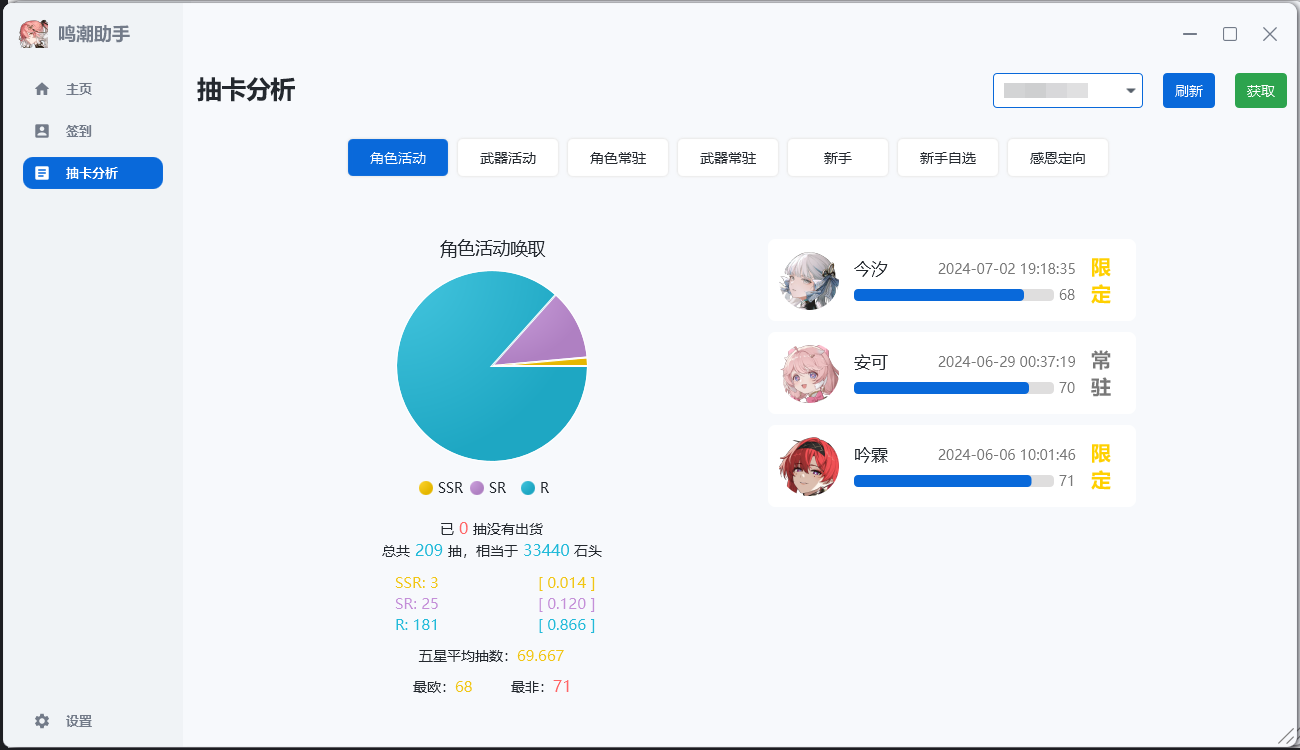 鸣潮助手
主页
签到
抽卡分析
设置
抽卡分析
刷新
获取
角色活动
武器活动
角色常驻
武器常驻
新手
新手自选
感恩定向
角色活动唤取
SSR
SR
R
已 0 抽没有出货
总共 209 抽，相当于 33440 石头
SSR: 3 [ 0.014 ]
SR: 25 [ 0.120 ]
R: 181 [ 0.866 ]
五星平均抽数：69.667
最欧：68 最非：71
今汐 2024-07-02 19:18:35
68
限
定
安可 2024-06-29 00:37:19
70
常
驻
吟霖 2024-06-06 10:01:46
71
限
定